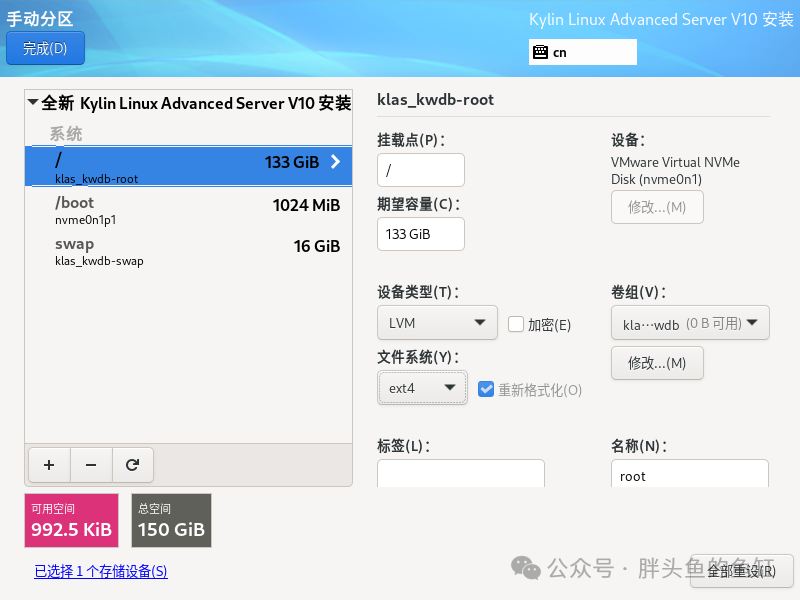 手动分区
Kylin Linux Advanced Server V10 安装
完成(D)
cn
全新 Kylin Linux Advanced Server V10 安装
系统
/
133 GiB
klas_kwdb-root
/boot
1024 MiB
nvme0n1p1
swap
16 GiB
klas_kwdb-swap
klas_kwdb-root
挂载点(P)：
/
期望容量(C)：
133 GiB
设备：
VMware Virtual NVMe
Disk (nvme0n1)
修改...(M)
设备类型(T)：
LVM
加密(E)
卷组(V)：
kla···wdb (0 B 可用)
修改...(M)
文件系统(Y)：
ext4
重新格式化(O)
标签(L)：
名称(N)：
root
+ −
可用空间
992.5 KiB
总空间
150 GiB
已选择 1 个存储设备(S)
全部重设(R)
公众号 · 胖头鱼的鱼缸